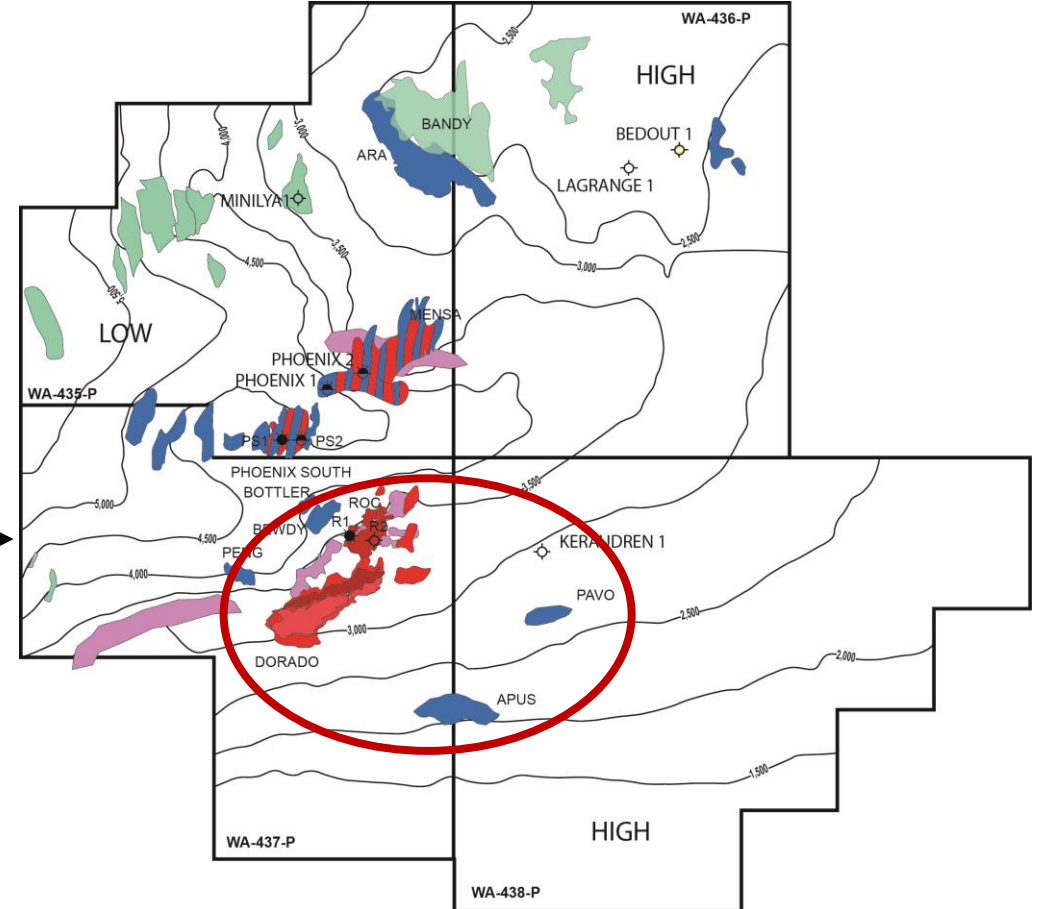 WA-436-P
2,500
HIGH
BANDY
BEDOUT 1
4,000
3,000
ARA
LAGRANGE 1
MINILYA1
3,500
2,500
4,500
3,000
5,500
LOW
MENSA
PHOENIX 2
PHOENIX 1
WA-435-P
PS1
PS2
PHOENIX SOUTH
BOTTLER
3,500
5,000
ROC
R1
R2
BEWDY
4,500
KERAUDREN 1
PENG
4,000
PAVO
2,500
3,000
DORADO
2,000
APUS
1,500
HIGH
WA-437-P
WA-438-P